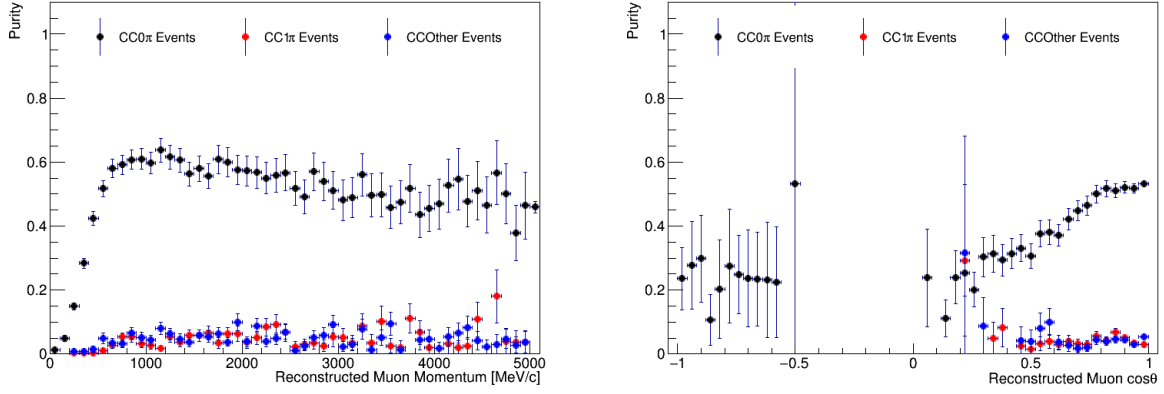 Purity
1
0.8
0.6
0.4
0.2
0
CC0π Events
CC1π Events
CCOther Events
0
1000
2000
3000
4000
5000
Reconstructed Muon Momentum [MeV/c]
Purity
1
0.8
0.6
0.4
0.2
0
CC0π Events
CC1π Events
CCOther Events
−1
−0.5
0
0.5
1
Reconstructed Muon cosθ